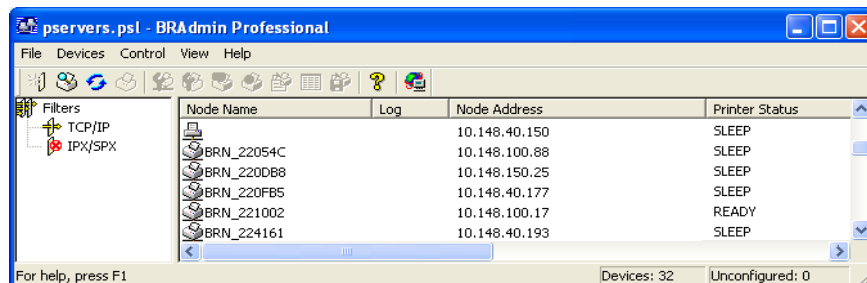 pservers.psl - BRAdmin Professional
File Devices Control View Help
Filters
TCP/IP
IPX/SPX
Node Name Log Node Address Printer Status
10.148.40.150 SLEEP
BRN_22054C 10.148.100.88 SLEEP
BRN_220DB8 10.148.150.25 SLEEP
BRN_220FB5 10.148.40.177 SLEEP
BRN_221002 10.148.100.17 READY
BRN_224161 10.148.40.193 SLEEP
For help, press F1 Devices: 32 Unconfigured: 0